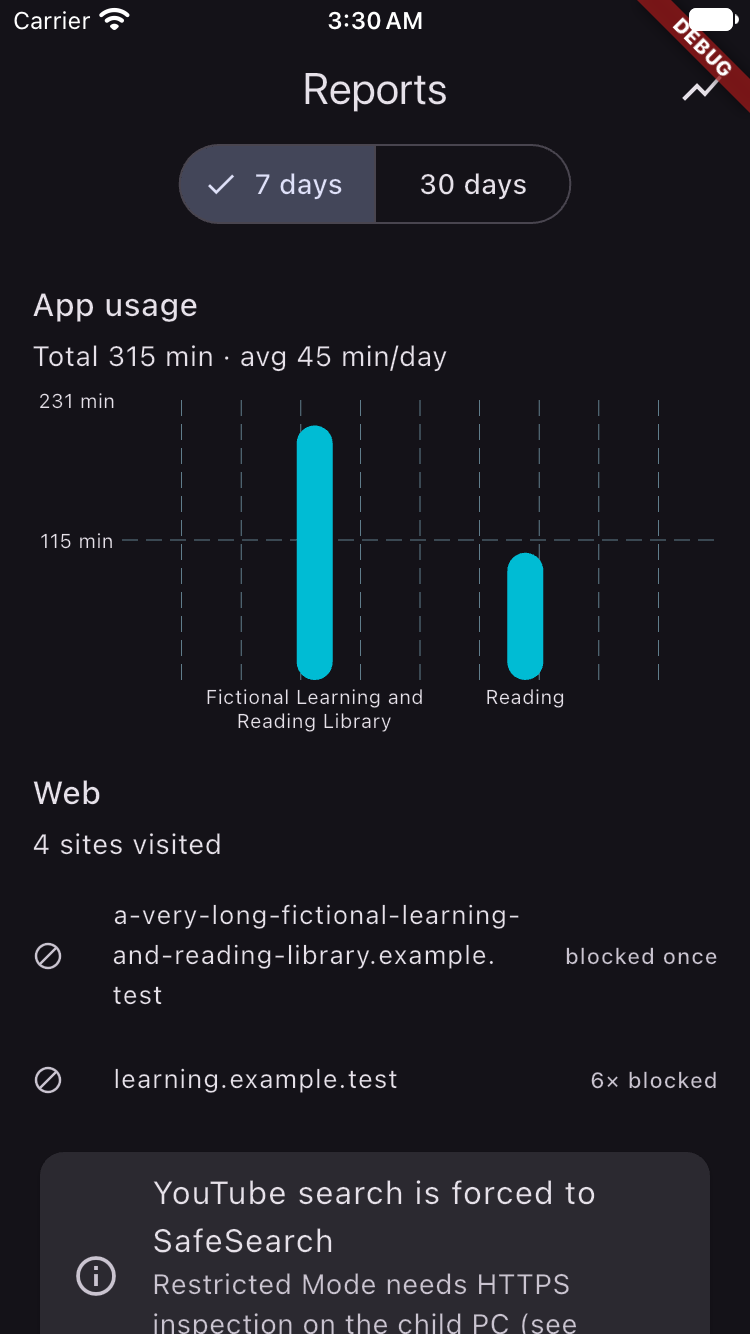 Carrier 3:30 AM
DEBUG
Reports
7 days 30 days
App usage
Total 315 min · avg 45 min/day
231 min
115 min
Fictional Learning and
Reading Library
Reading
Web
4 sites visited
a-very-long-fictional-learning-
and-reading-library.example.
test
blocked once
learning.example.test 6× blocked
YouTube search is forced to
SafeSearch
Restricted Mode needs HTTPS
inspection on the child PC (see